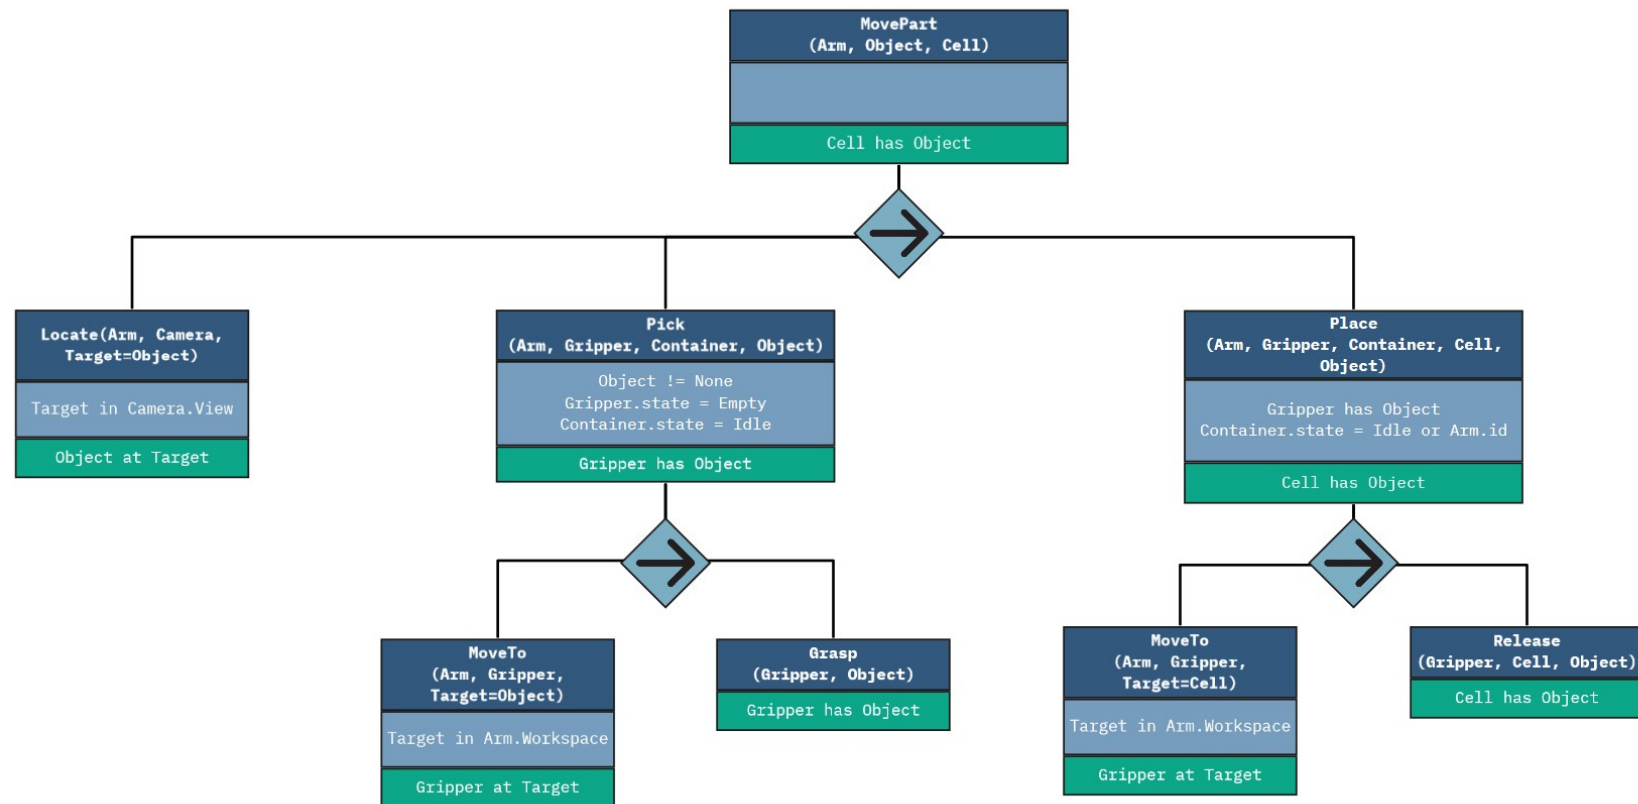 MovePart
(Arm, Object, Cell)
Cell has Object
Locate(Arm, Camera,
Target=Object)
Target in Camera.View
Object at Target
Pick
(Arm, Gripper, Container, Object)
Object != None
Gripper.state = Empty
Container.state = Idle
Gripper has Object
Place
(Arm, Gripper, Container, Cell,
Object)
Gripper has Object
Container.state = Idle or Arm.id
Cell has Object
MoveTo
(Arm, Gripper,
Target=Object)
Target in Arm.Workspace
Gripper at Target
Grasp
(Gripper, Object)
Gripper has Object
MoveTo
(Arm, Gripper,
Target=Cell)
Target in Arm.Workspace
Gripper at Target
Release
(Gripper, Cell, Object)
Cell has Object